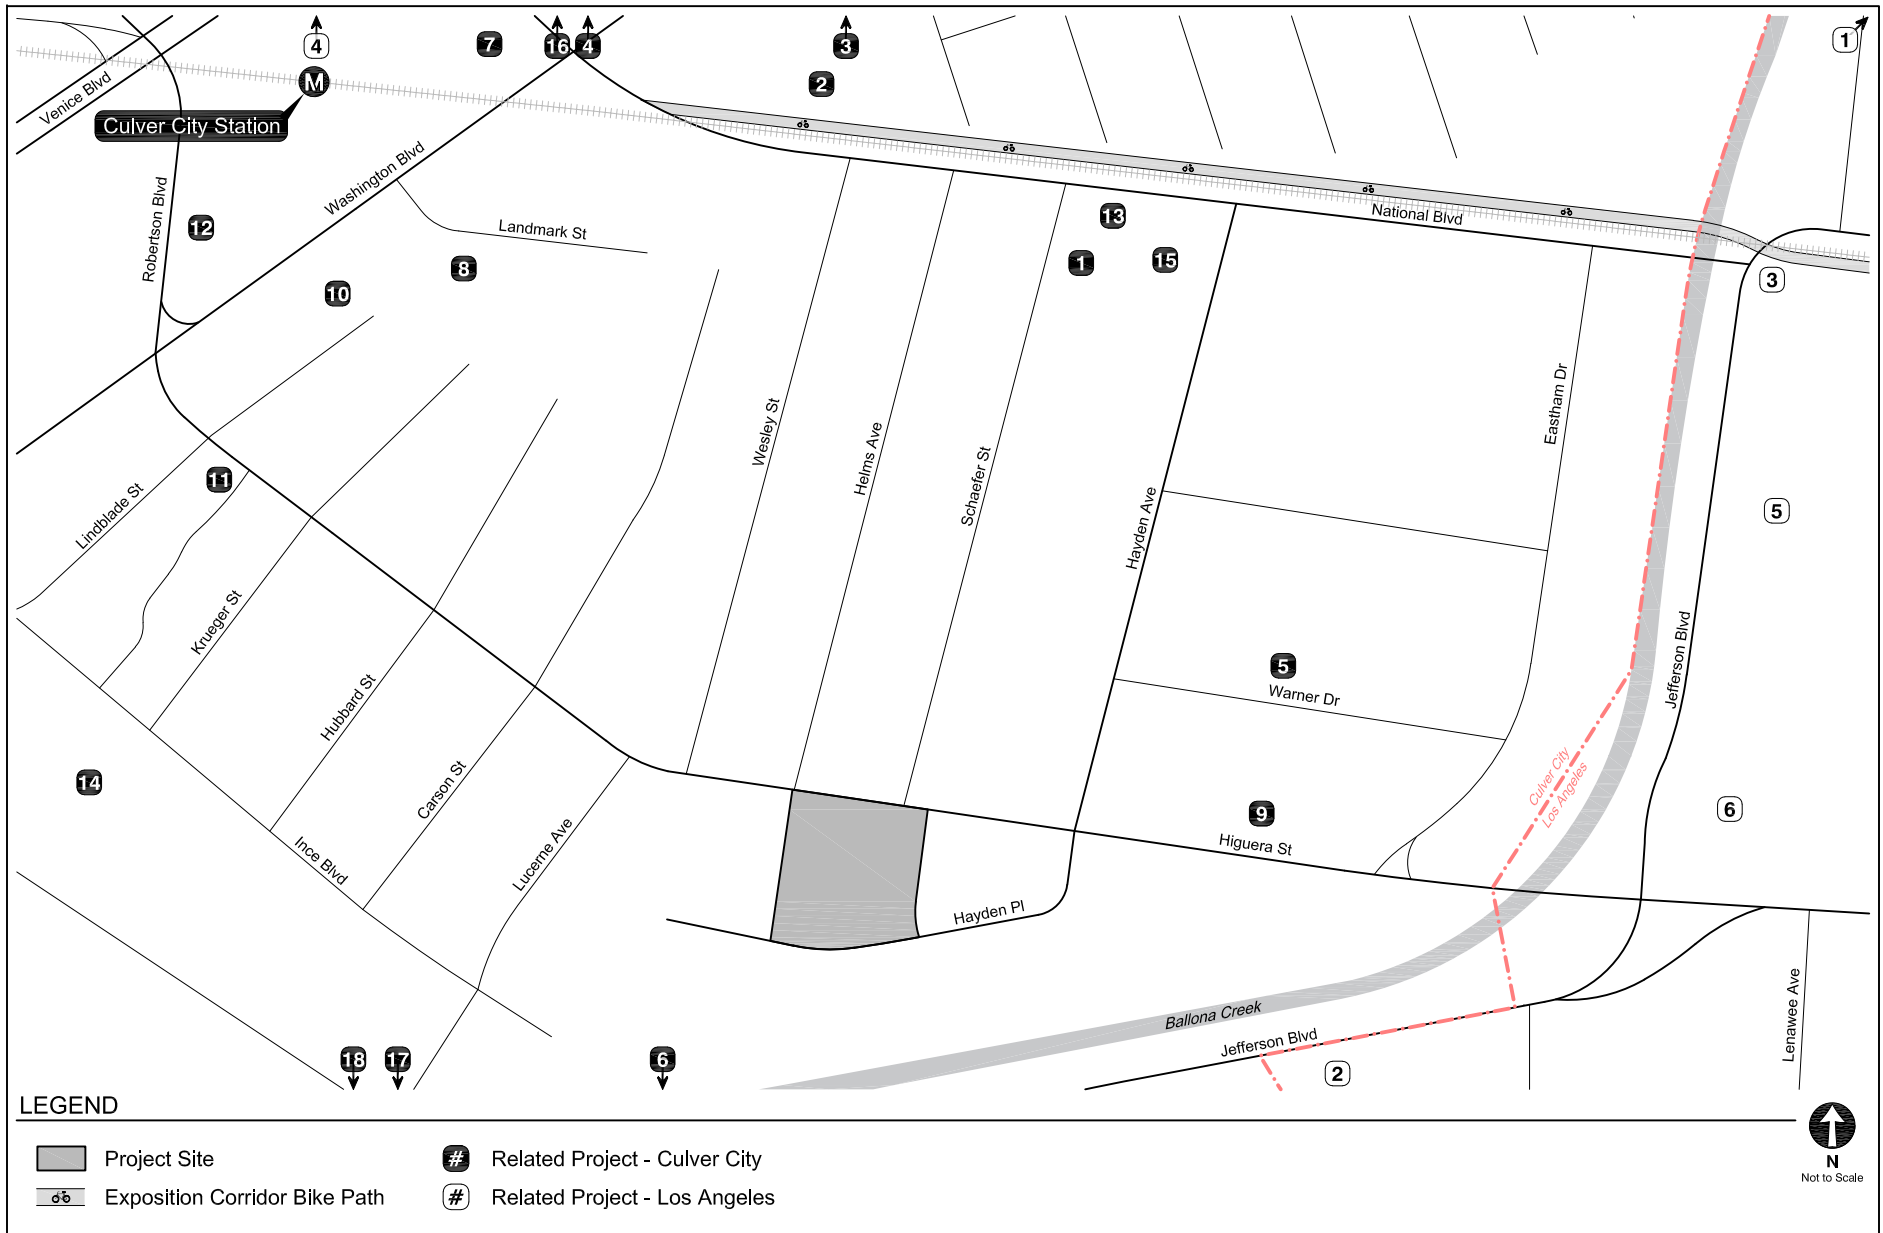 4
7
16
4
3
1
M
2
Venice Blvd
Culver City Station
Washington Blvd
Robertson Blvd
12
Landmark St
13
National Blvd
8
1
15
3
10
Eastham Dr
Wesley St
Helms Ave
Schaefer St
11
Hayden Ave
5
Lindblade St
Krueger St
Jefferson Blvd
5
Warner Dr
Hubbard St
14
Carson St
Culver City
Los Angeles
9
6
Higuera St
Ince Blvd
Lucerne Ave
Hayden Pl
Ballona Creek
Lenawee Ave
Jefferson Blvd
18
17
6
2
LEGEND
Project Site
# Related Project - Culver City
Exposition Corridor Bike Path
# Related Project - Los Angeles
N
Not to Scale